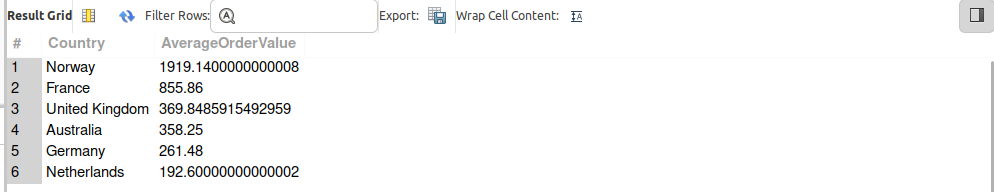 Result Grid Filter Rows: Export: Wrap Cell Content: IA
# Country AverageOrderValue
1 Norway 1919.1400000000008
2 France 855.86
3 United Kingdom 369.8485915492959
4 Australia 358.25
5 Germany 261.48
6 Netherlands 192.60000000000002